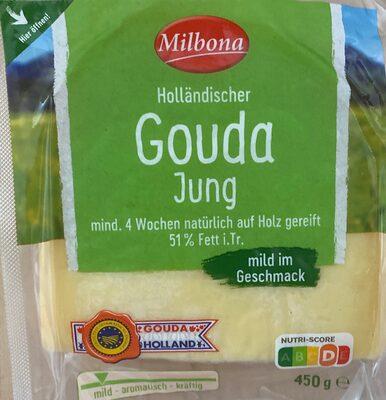 Hier öffnen!
Milbona
Holländischer
Gouda
Jung
mind. 4 Wochen natürlich auf Holz gereift
51% Fett i.Tr.
mild im
Geschmack
GOUDA
HOLLAND
NUTRI-SCORE
A B C D E
mild - aromatisch - kräftig
450 g e